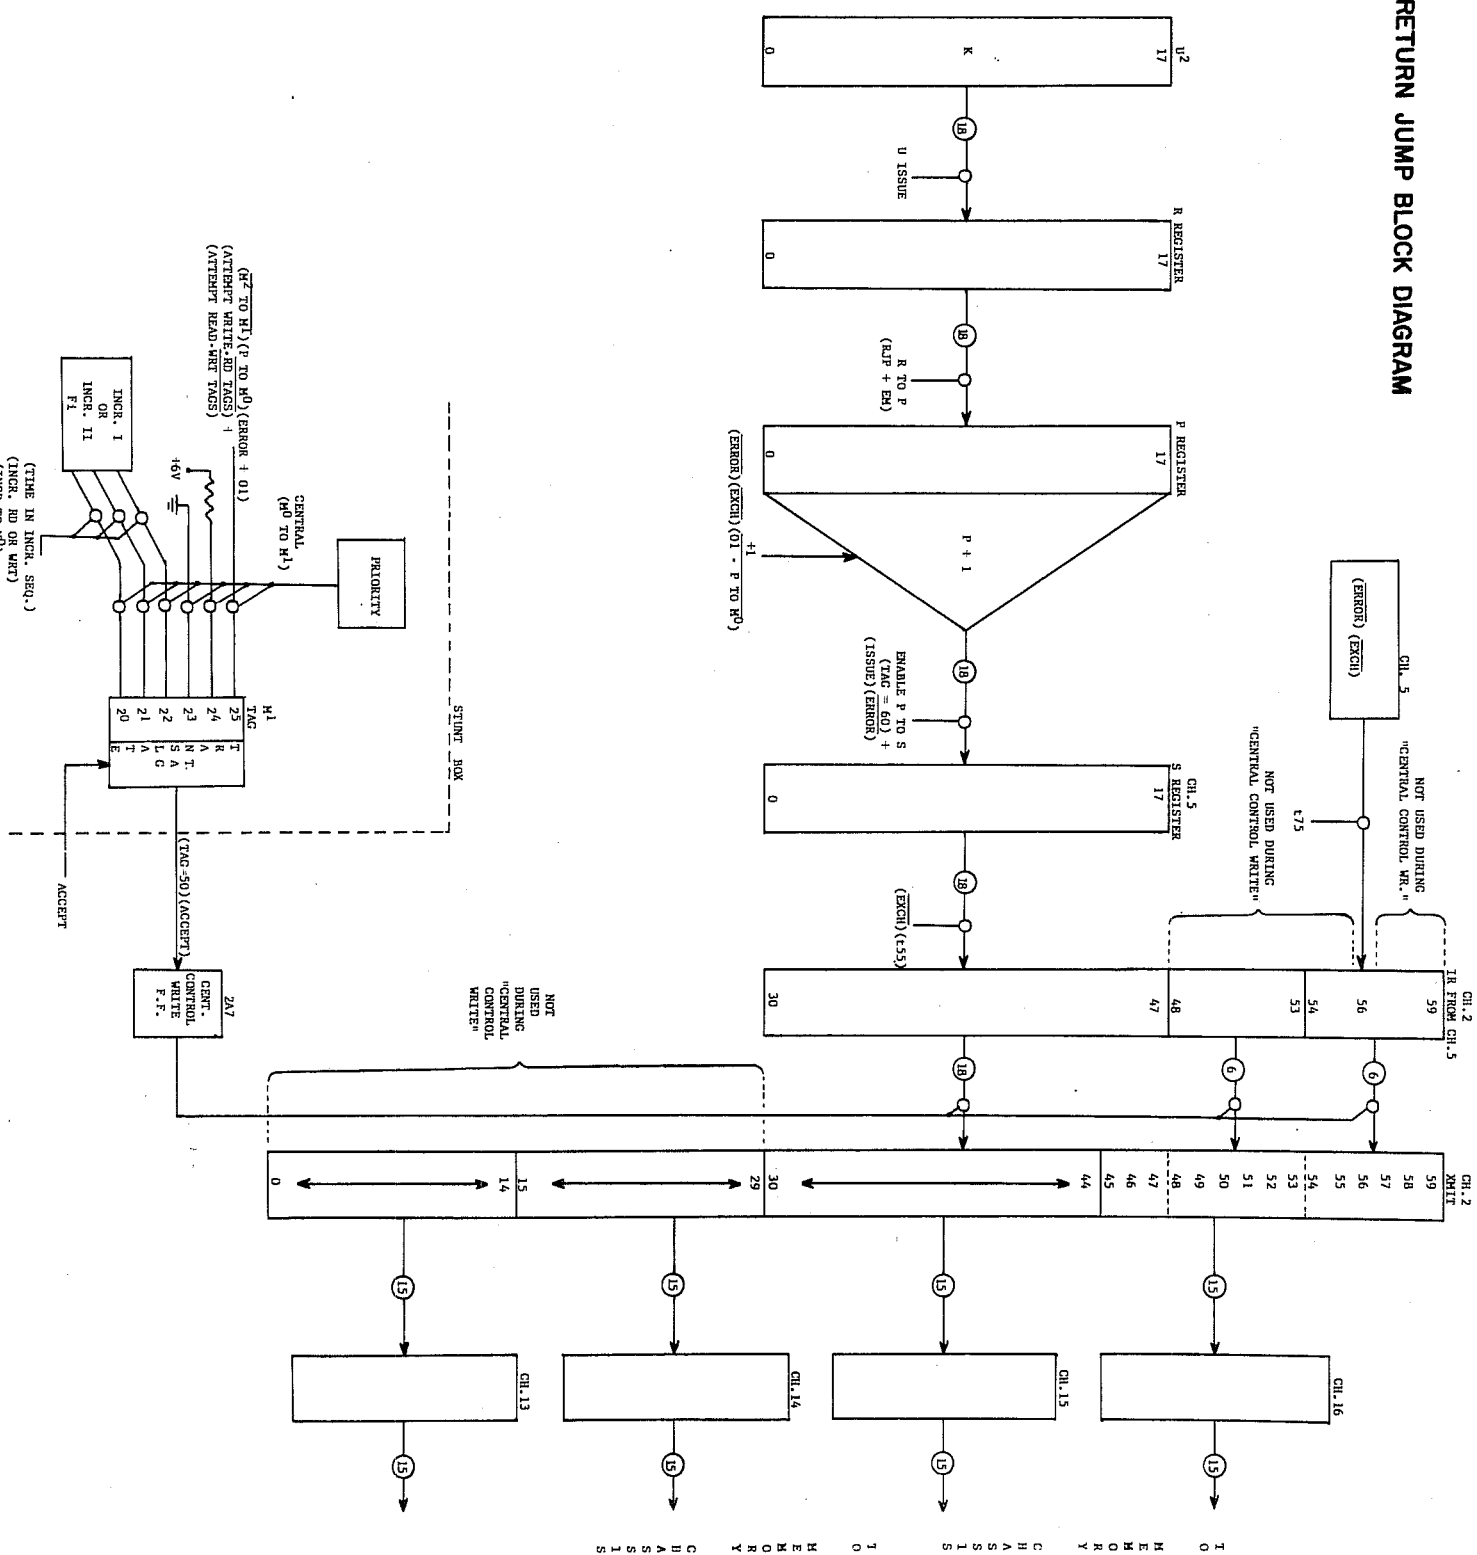 RETURN JUMP BLOCK DIAGRAM
U2
17
K
0
18
U ISSUE
R REGISTER
17
0
18
R TO P
(RJP + EM)
P REGISTER
17
0
P + 1
+1
(ERROR)(EXCH)(01 · P TO M0)
18
ENABLE P TO S
(TAG = 60) +
(ISSUE)(ERROR)
CH.5
S REGISTER
17
0
18
(EXCH)(t55)
CH. 5
(ERROR) (EXCH)
t75
NOT USED DURING
"CENTRAL CONTROL WR."
NOT USED DURING
"CENTRAL CONTROL WRITE"
CH.2
IR FROM CH.5
59
56
54
53
48
47
30
6
6
18
CH.2
XMIT
59
58
57
56
55
54
53
52
51
50
49
48
47
46
45
44
30
29
15
14
0
NOT
USED
DURING
"CENTRAL
CONTROL
WRITE"
15
15
15
15
CH.16
CH.15
CH.14
CH.13
15
15
15
15
TO
MEMORY
CHASSIS
TO
MEMORY
CHASSIS
(M2 TO M1)(P TO M0)(ERROR + 01)
(ATTEMPT WRITE·RD TAGS) +
(ATTEMPT READ·WRT TAGS)
+6V
CENTRAL
(M0 TO M1)
PRIORITY
INCR. I
OR
INCR. II
Fi
(TIME IN INCR. SEQ.)
(INCR. RD OR WRT)
M1
TAG
25
24
23
22
21
20
TRANSLATE
TAG
STUNT BOX
ACCEPT
(TAG=50)(ACCEPT)
2A7
CENT.
CONTROL
WRITE
F.F.